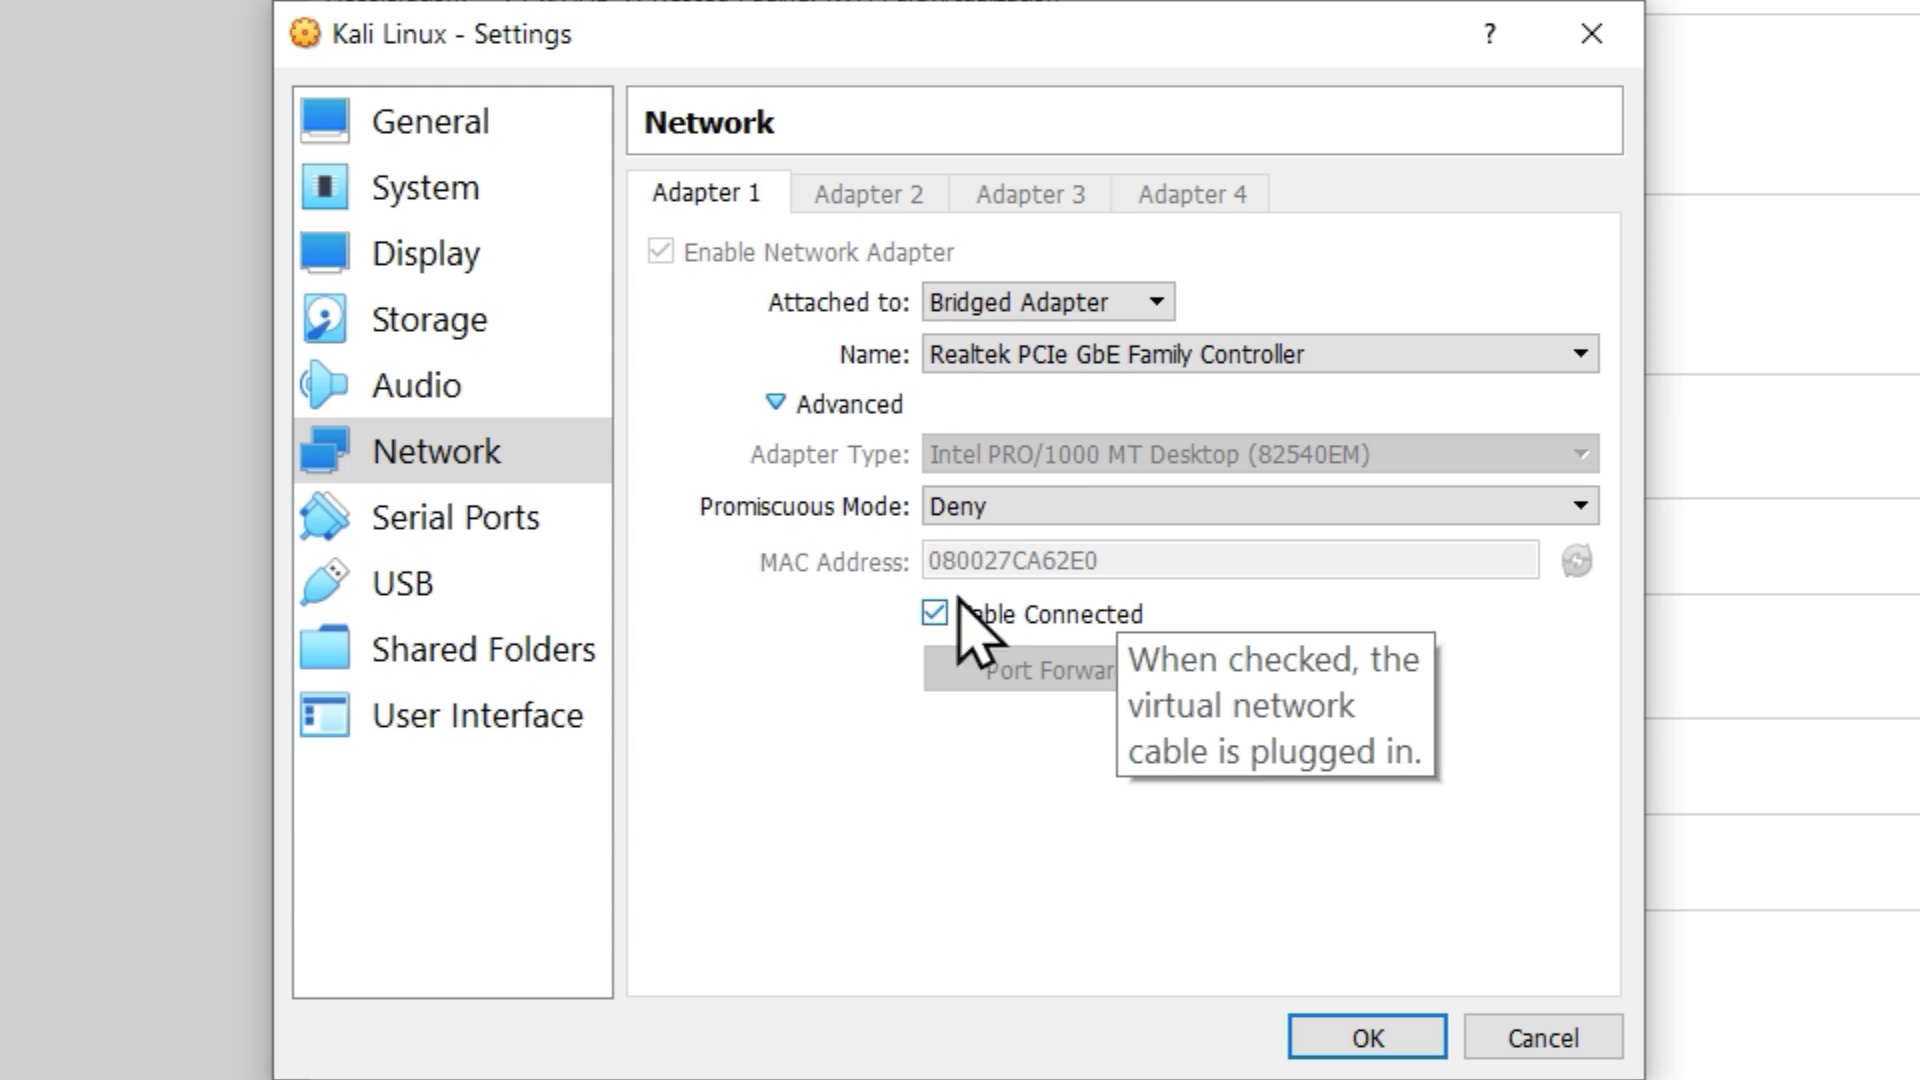 Kali Linux - Settings
?
General
System
Display
Storage
Audio
Network
Serial Ports
USB
Shared Folders
User Interface
Network
Adapter 1
Adapter 2
Adapter 3
Adapter 4
Enable Network Adapter
Attached to:
Bridged Adapter
Name:
Realtek PCIe GbE Family Controller
Advanced
Adapter Type:
Intel PRO/1000 MT Desktop (82540EM)
Promiscuous Mode:
Deny
MAC Address:
080027CA62E0
able Connected
Port Forwar
When checked, the
virtual network
cable is plugged in.
OK
Cancel